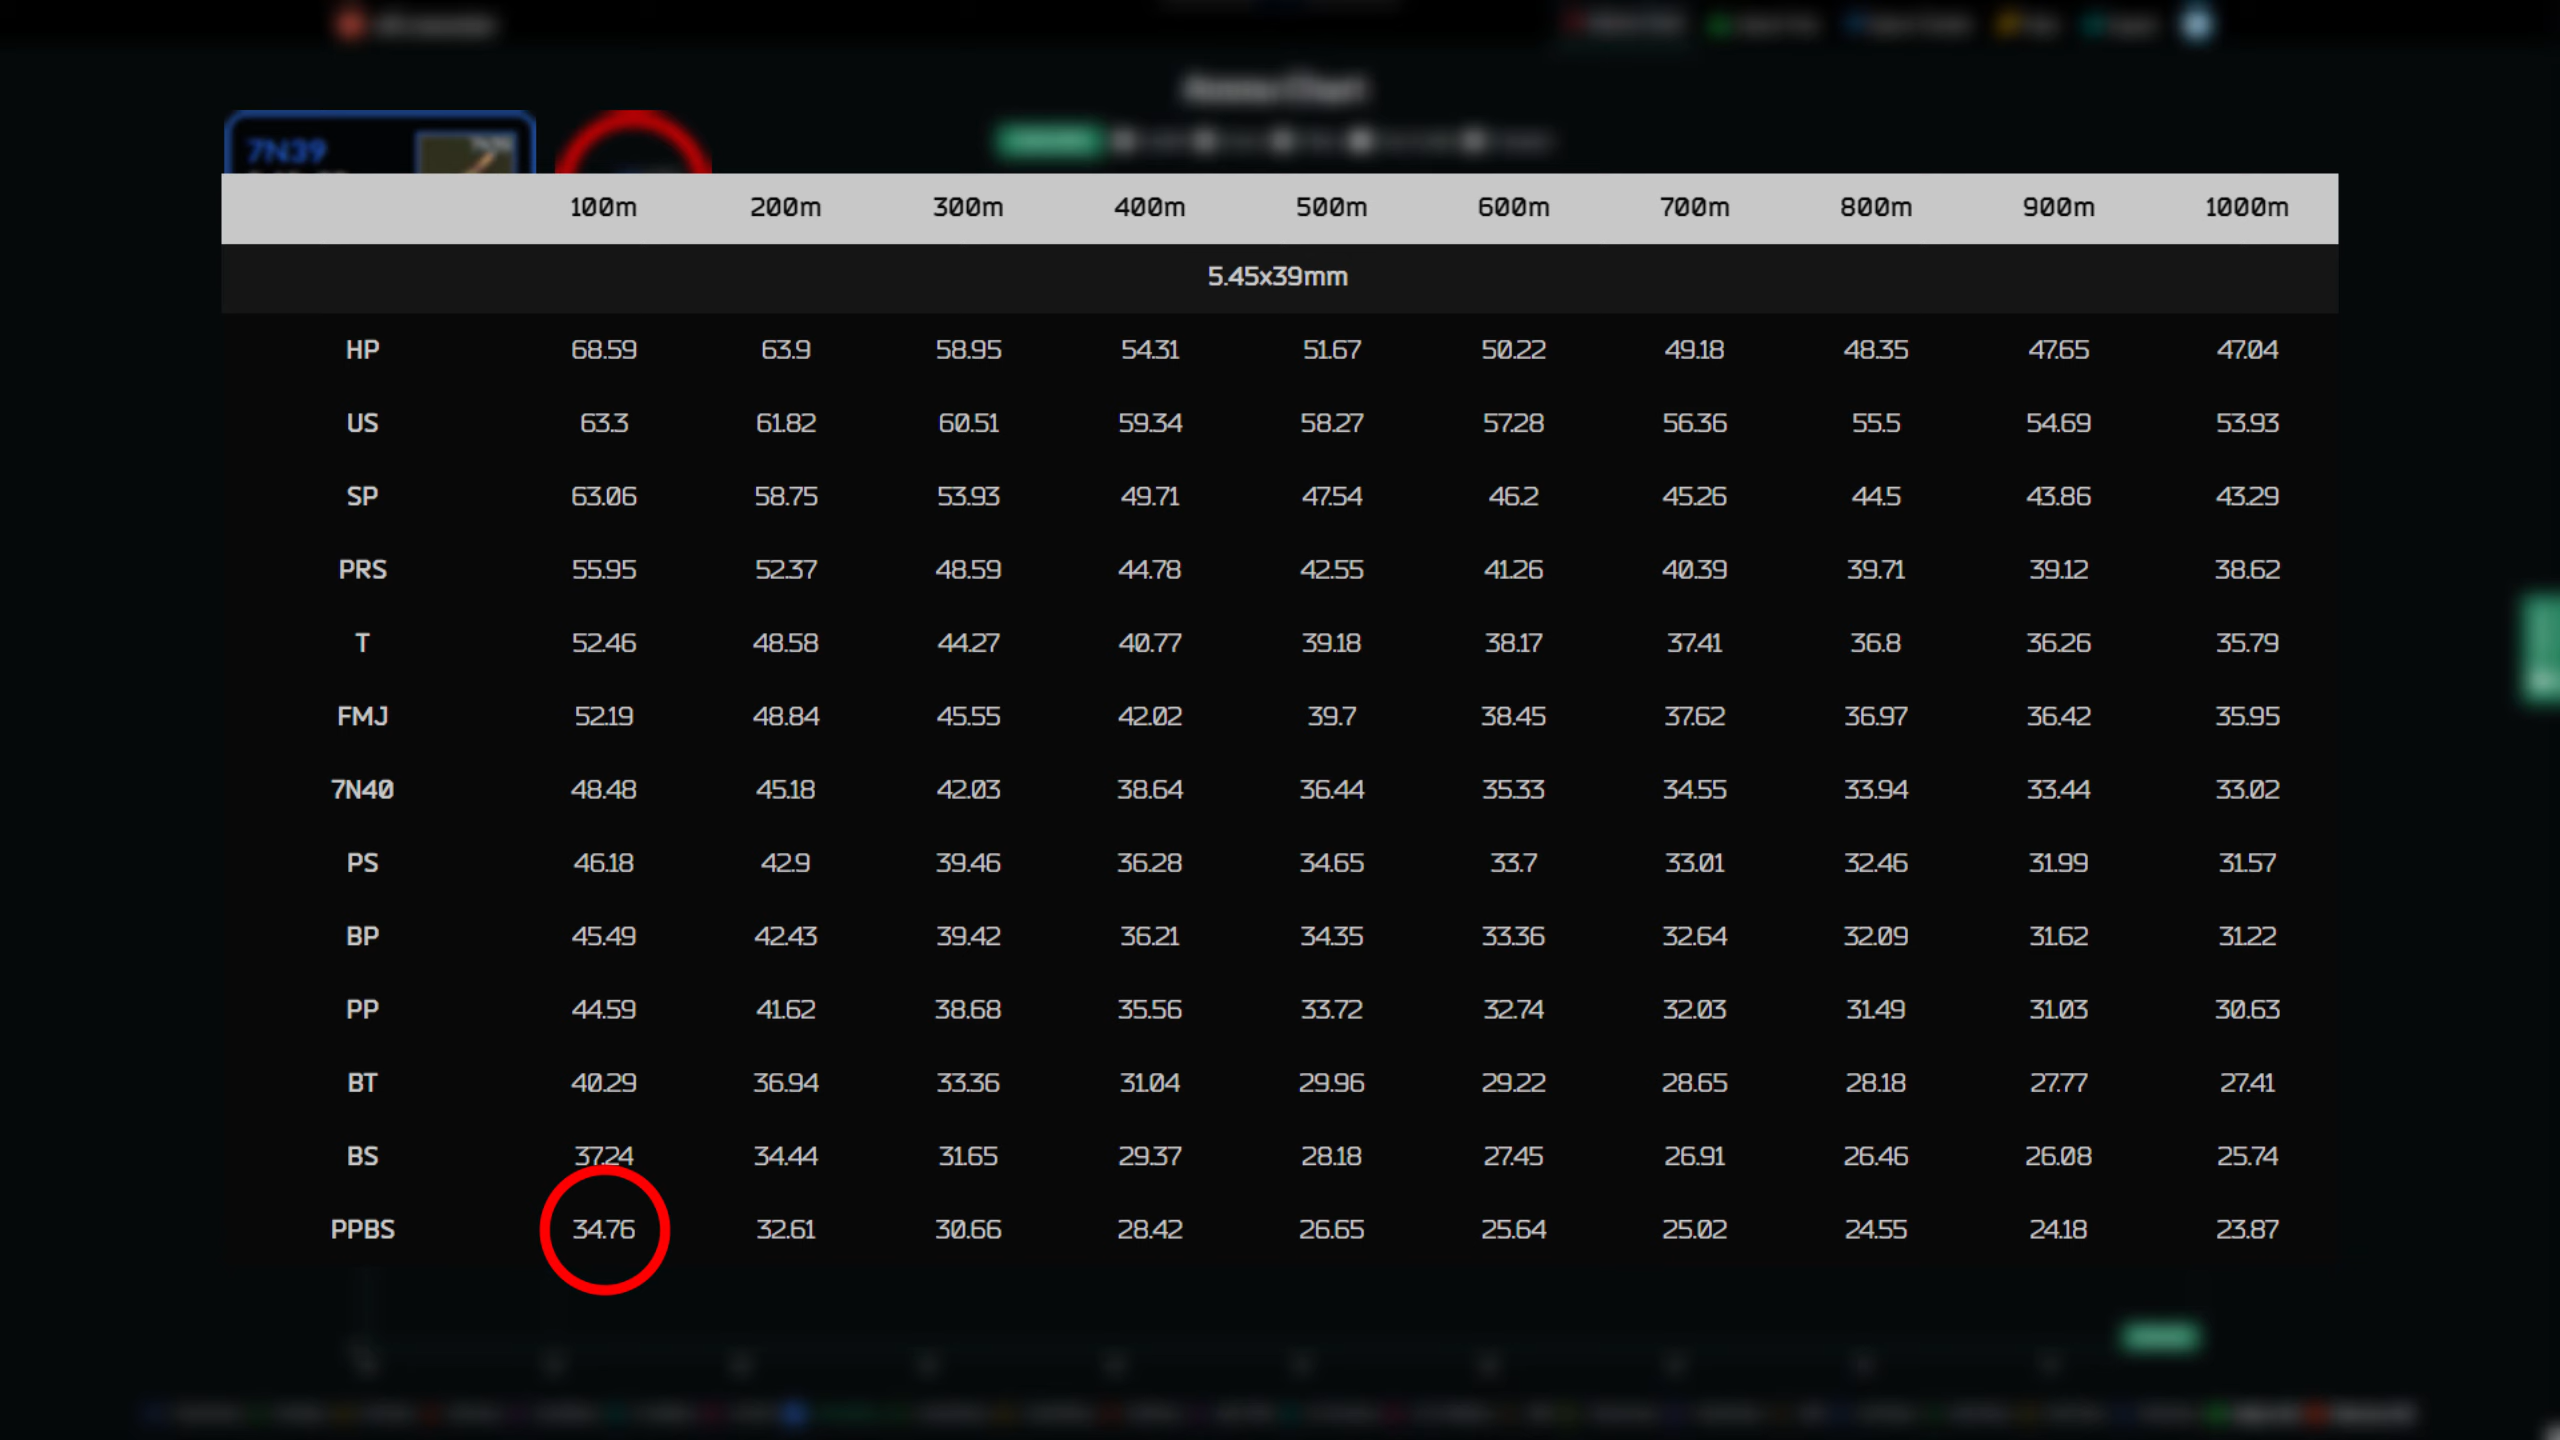 7N39
100m 200m 300m 400m 500m 600m 700m 800m 900m 1000m
5.45x39mm
HP 68.59 63.9 58.95 54.31 51.67 50.22 49.18 48.35 47.65 47.04
US 63.3 61.82 60.51 59.34 58.27 57.28 56.36 55.5 54.69 53.93
SP 63.06 58.75 53.93 49.71 47.54 46.2 45.26 44.5 43.86 43.29
PRS 55.95 52.37 48.59 44.78 42.55 41.26 40.39 39.71 39.12 38.62
T 52.46 48.58 44.27 40.77 39.18 38.17 37.41 36.8 36.26 35.79
FMJ 52.19 48.84 45.55 42.02 39.7 38.45 37.62 36.97 36.42 35.95
7N40 48.48 45.18 42.03 38.64 36.44 35.33 34.55 33.94 33.44 33.02
PS 46.18 42.9 39.46 36.28 34.65 33.7 33.01 32.46 31.99 31.57
BP 45.49 42.43 39.42 36.21 34.35 33.36 32.64 32.09 31.62 31.22
PP 44.59 41.62 38.68 35.56 33.72 32.74 32.03 31.49 31.03 30.63
BT 40.29 36.94 33.36 31.04 29.96 29.22 28.65 28.18 27.77 27.41
BS 37.24 34.44 31.65 29.37 28.18 27.45 26.91 26.46 26.08 25.74
PPBS 34.76 32.61 30.66 28.42 26.65 25.64 25.02 24.55 24.18 23.87